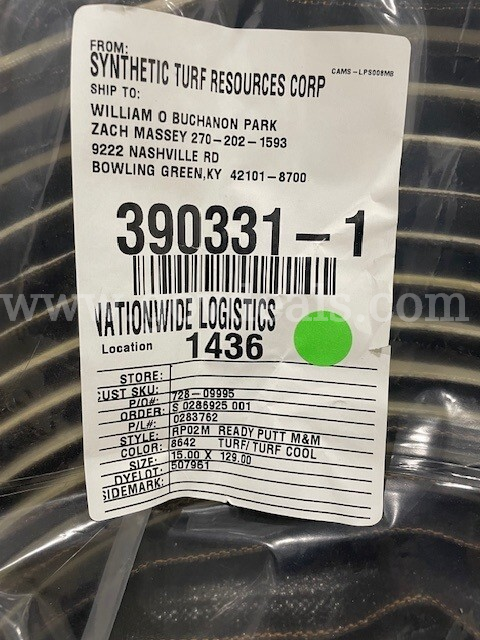 FROM:
SYNTHETIC TURF RESOURCES CORP
CAMS-LPS008MB
SHIP TO:
WILLIAM O BUCHANON PARK
ZACH MASSEY 270-202-1593
9222 NASHVILLE RD
BOWLING GREEN,KY 42101-8700
390331-1
NATIONWIDE LOGISTICS
Location 1436
STORE:
CUST SKU: 728-09995
P/O#: S 0286925 001
ORDER: 0283762
P/L#:
STYLE: RP02M READY PUTT M&M
COLOR: 8642 TURF/TURF COOL
SIZE: 15.00 X 129.00
DYELOT: 507961
SIDEMARK: